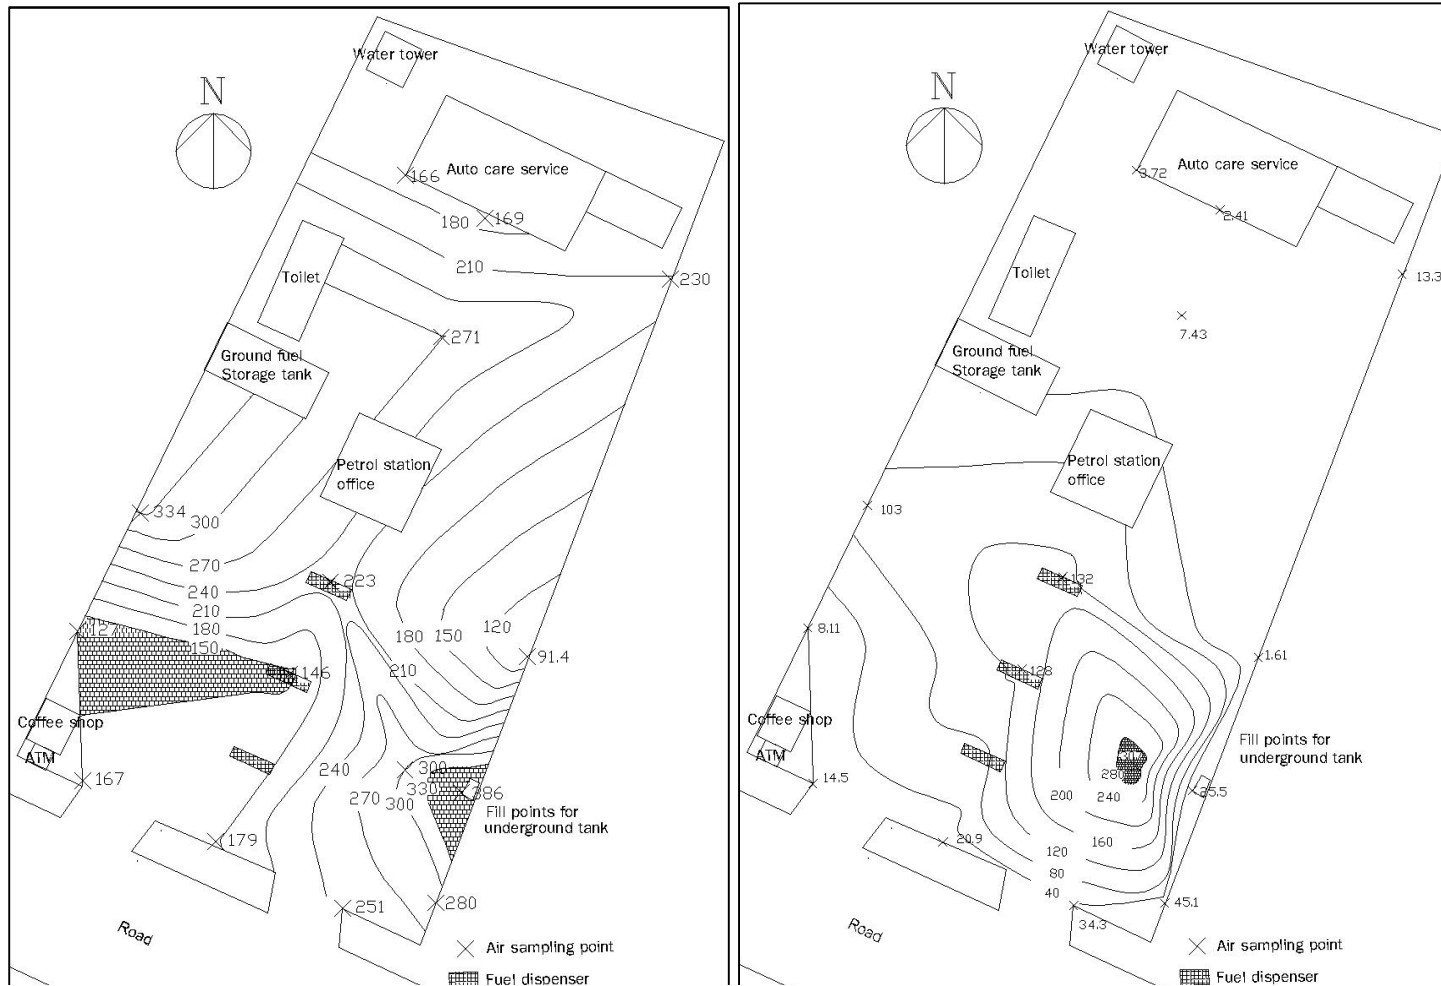 Water tower
N
Auto care service
166
169
180
210
230
Toilet
271
Ground fuel
Storage tank
Petrol station
office
334
300
270
240
223
210
180
127
150
146
180
150
120
210
91.4
Coffee shop
ATM
167
240
300
270
330
300
386
Fill points for
underground tank
179
251
280
Road
Air sampling point
Fuel dispenser
Water tower
N
Auto care service
3.72
2.41
13.3
Toilet
7.43
Ground fuel
Storage tank
Petrol station
office
103
132
8.11
128
1.61
Coffee shop
ATM
14.5
280
200
240
Fill points for
underground tank
25.5
20.9
160
120
80
40
34.3
45.1
Road
Air sampling point
Fuel dispenser